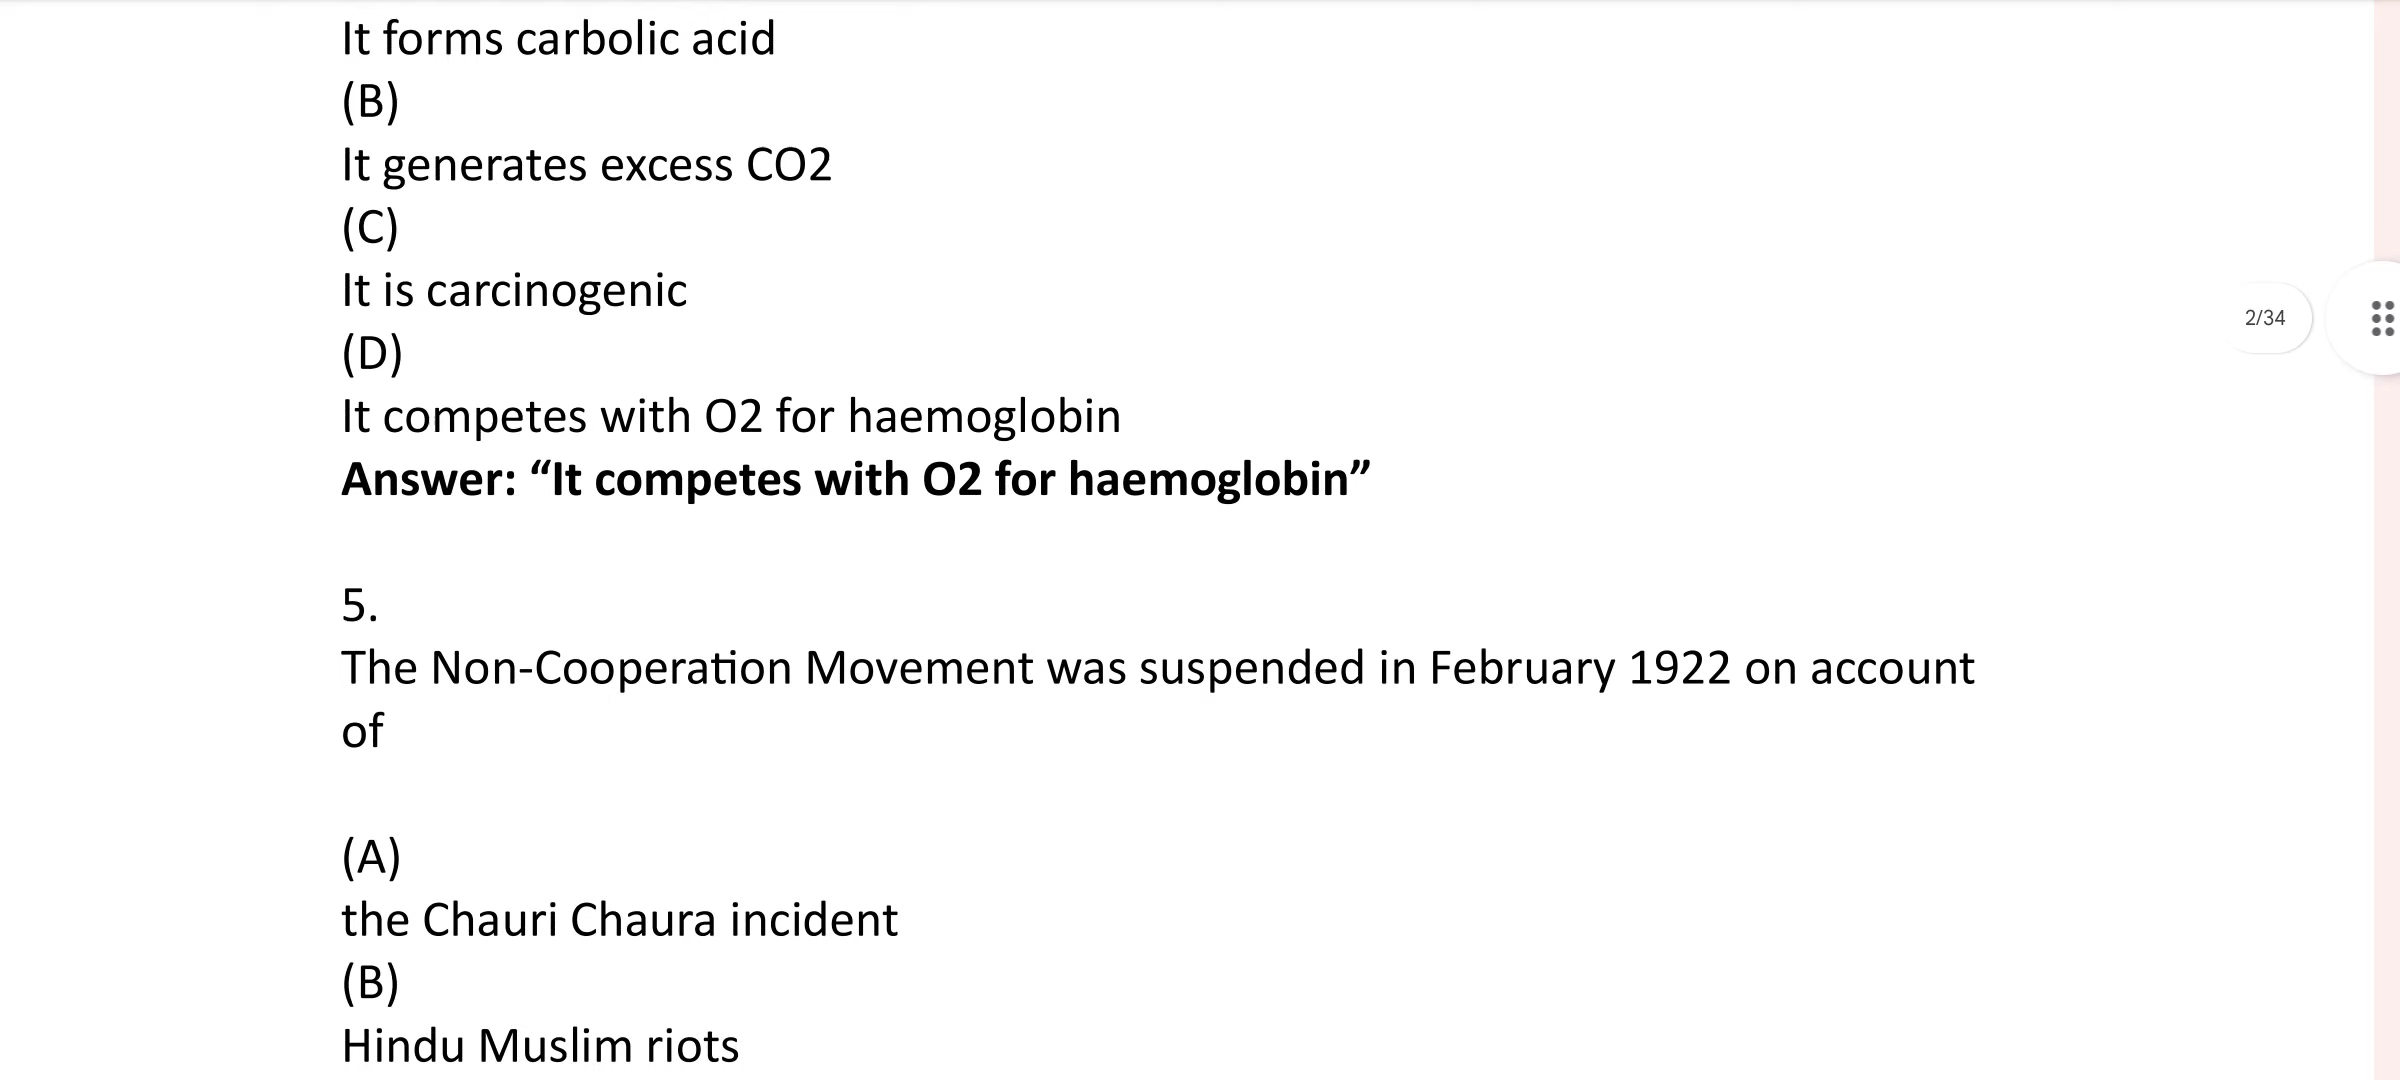 It forms carbolic acid
(B)
It generates excess CO2
(C)
It is carcinogenic
(D)
It competes with O2 for haemoglobin
Answer: “It competes with O2 for haemoglobin”
2/34
5.
The Non-Cooperation Movement was suspended in February 1922 on account
of
(A)
the Chauri Chaura incident
(B)
Hindu Muslim riots